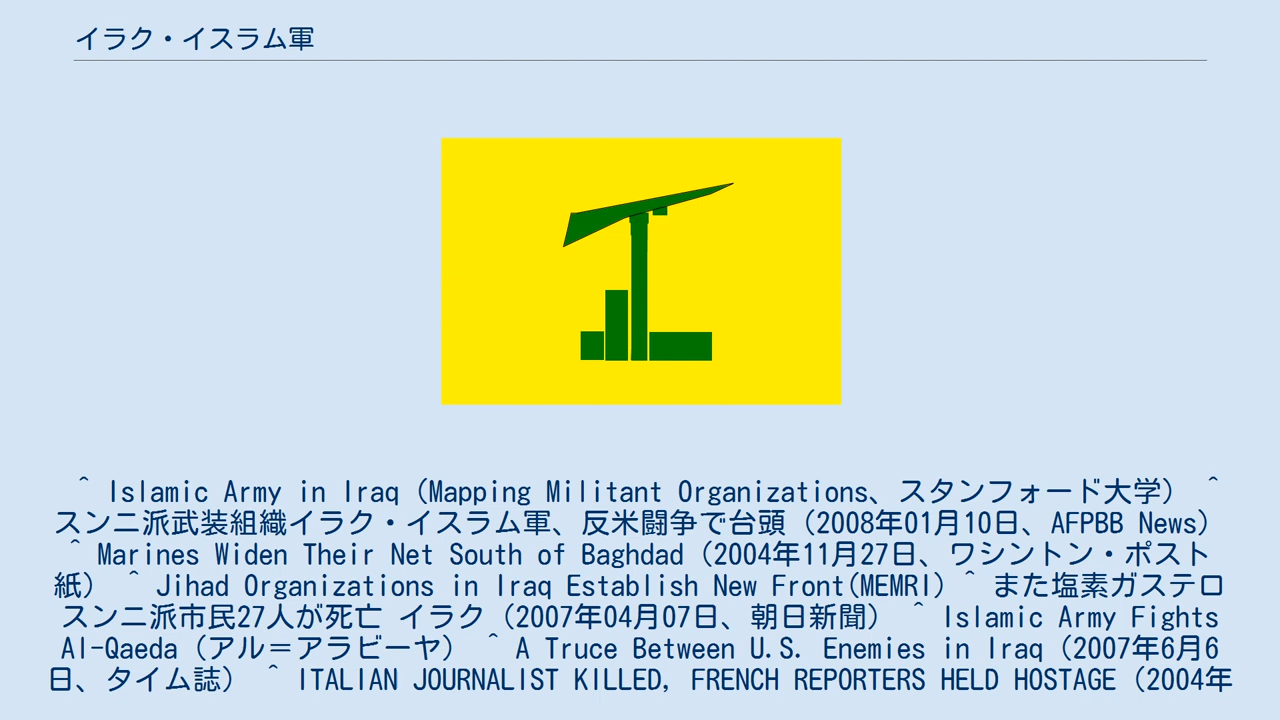 イラク・イスラム軍
＾ Islamic Army in Iraq（Mapping Militant Organizations、スタンフォード大学） ＾
スンニ派武装組織イラク・イスラム軍、反米闘争で台頭（2008年01月10日、AFPBB News）
＾ Marines Widen Their Net South of Baghdad（2004年11月27日、ワシントン・ポスト
紙） ＾ Jihad Organizations in Iraq Establish New Front(MEMRI) ＾ また塩素ガステロ
スンニ派市民27人が死亡 イラク（2007年04月07日、朝日新聞） ＾ Islamic Army Fights
Al-Qaeda（アル＝アラビーヤ） ＾ A Truce Between U.S. Enemies in Iraq（2007年6月6
日、タイム誌） ＾ ITALIAN JOURNALIST KILLED, FRENCH REPORTERS HELD HOSTAGE（2004年